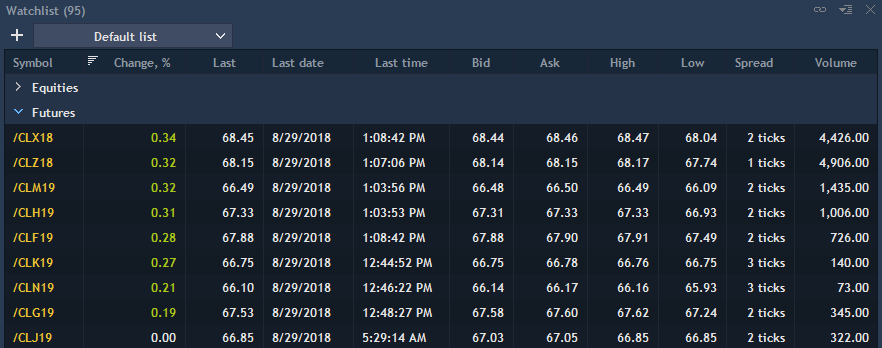 Watchlist (95)
Default list
Symbol Change, % Last Last date Last time Bid Ask High Low Spread Volume
Equities
Futures
/CLX18 0.34 68.45 8/29/2018 1:08:42 PM 68.44 68.46 68.47 68.04 2 ticks 4,426.00
/CLZ18 0.32 68.15 8/29/2018 1:07:06 PM 68.14 68.15 68.17 67.74 1 ticks 4,906.00
/CLM19 0.32 66.49 8/29/2018 1:03:56 PM 66.48 66.50 66.49 66.09 2 ticks 1,435.00
/CLH19 0.31 67.33 8/29/2018 1:03:53 PM 67.31 67.33 67.33 66.93 2 ticks 1,006.00
/CLF19 0.28 67.88 8/29/2018 1:08:42 PM 67.88 67.90 67.91 67.49 2 ticks 726.00
/CLK19 0.27 66.75 8/29/2018 12:44:52 PM 66.75 66.78 66.76 66.75 3 ticks 140.00
/CLN19 0.21 66.10 8/29/2018 12:46:22 PM 66.14 66.17 66.16 65.93 3 ticks 73.00
/CLG19 0.19 67.53 8/29/2018 12:48:27 PM 67.58 67.60 67.62 67.24 2 ticks 345.00
/CLJ19 0.00 66.85 8/29/2018 5:29:14 AM 67.03 67.05 66.85 66.85 2 ticks 322.00